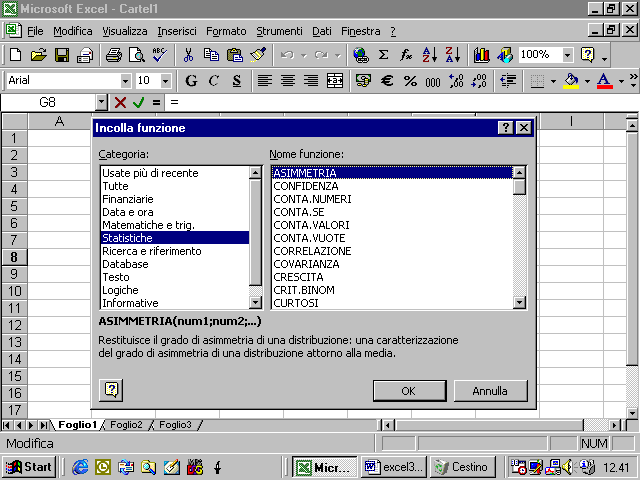 Microsoft Excel - Cartel1
File Modifica Visualizza Inserisci Formato Strumenti Dati Finestra ?
ABC Σ fx A Z Z A 100% ?
Arial 10 G C S € % 000 ,00 ,0 A
G8 = =
A I
1
2
3
4
5
6
7
8
9
10
11
12
13
14
15
16
17
Incolla funzione
Categoria: Nome funzione:
Usate più di recente
Tutte
Finanziarie
Data e ora
Matematiche e trig.
Statistiche
Ricerca e riferimento
Database
Testo
Logiche
Informative
ASIMMETRIA
CONFIDENZA
CONTA.NUMERI
CONTA.SE
CONTA.VALORI
CONTA.VUOTE
CORRELAZIONE
COVARIANZA
CRESCITA
CRIT.BINOM
CURTOSI
ASIMMETRIA(num1;num2;...)
Restituisce il grado di asimmetria di una distribuzione: una caratterizzazione
del grado di asimmetria di una distribuzione attorno alla media.
OK Annulla
Foglio1 Foglio2 Foglio3
Modifica NUM
Start Micr... excel3... Cestino 12.41